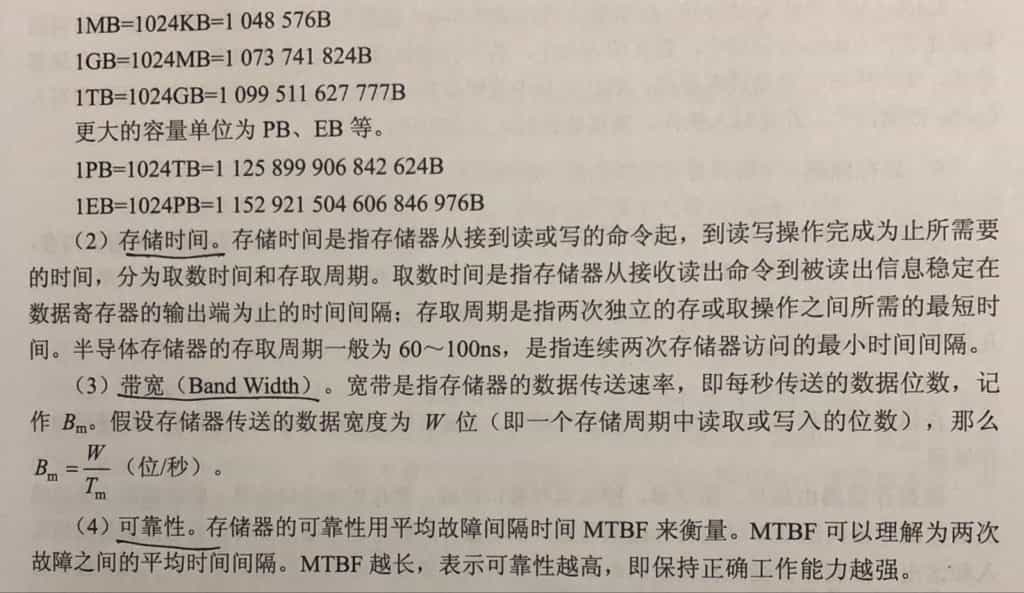 1MB=1024KB=1 048 576B
1GB=1024MB=1 073 741 824B
1TB=1024GB=1 099 511 627 777B
更大的容量单位为 PB、EB 等。
1PB=1024TB=1 125 899 906 842 624B
1EB=1024PB=1 152 921 504 606 846 976B
（2）存储时间。存储时间是指存储器从接到读或写的命令起，到读写操作完成为止所需要
的时间，分为取数时间和存取周期。取数时间是指存储器从接收读出命令到被读出信息稳定在
数据寄存器的输出端为止的时间间隔；存取周期是指两次独立的存或取操作之间所需的最短时
间。半导体存储器的存取周期一般为 60～100ns，是指连续两次存储器访问的最小时间间隔。
（3）带宽（Band Width）。宽带是指存储器的数据传送速率，即每秒传送的数据位数，记
作 Bm。假设存储器传送的数据宽度为 W 位（即一个存储周期中读取或写入的位数），那么
Bm = W/Tm（位/秒）。
（4）可靠性。存储器的可靠性用平均故障间隔时间 MTBF 来衡量。MTBF 可以理解为两次
故障之间的平均时间间隔。MTBF 越长，表示可靠性越高，即保持正确工作能力越强。